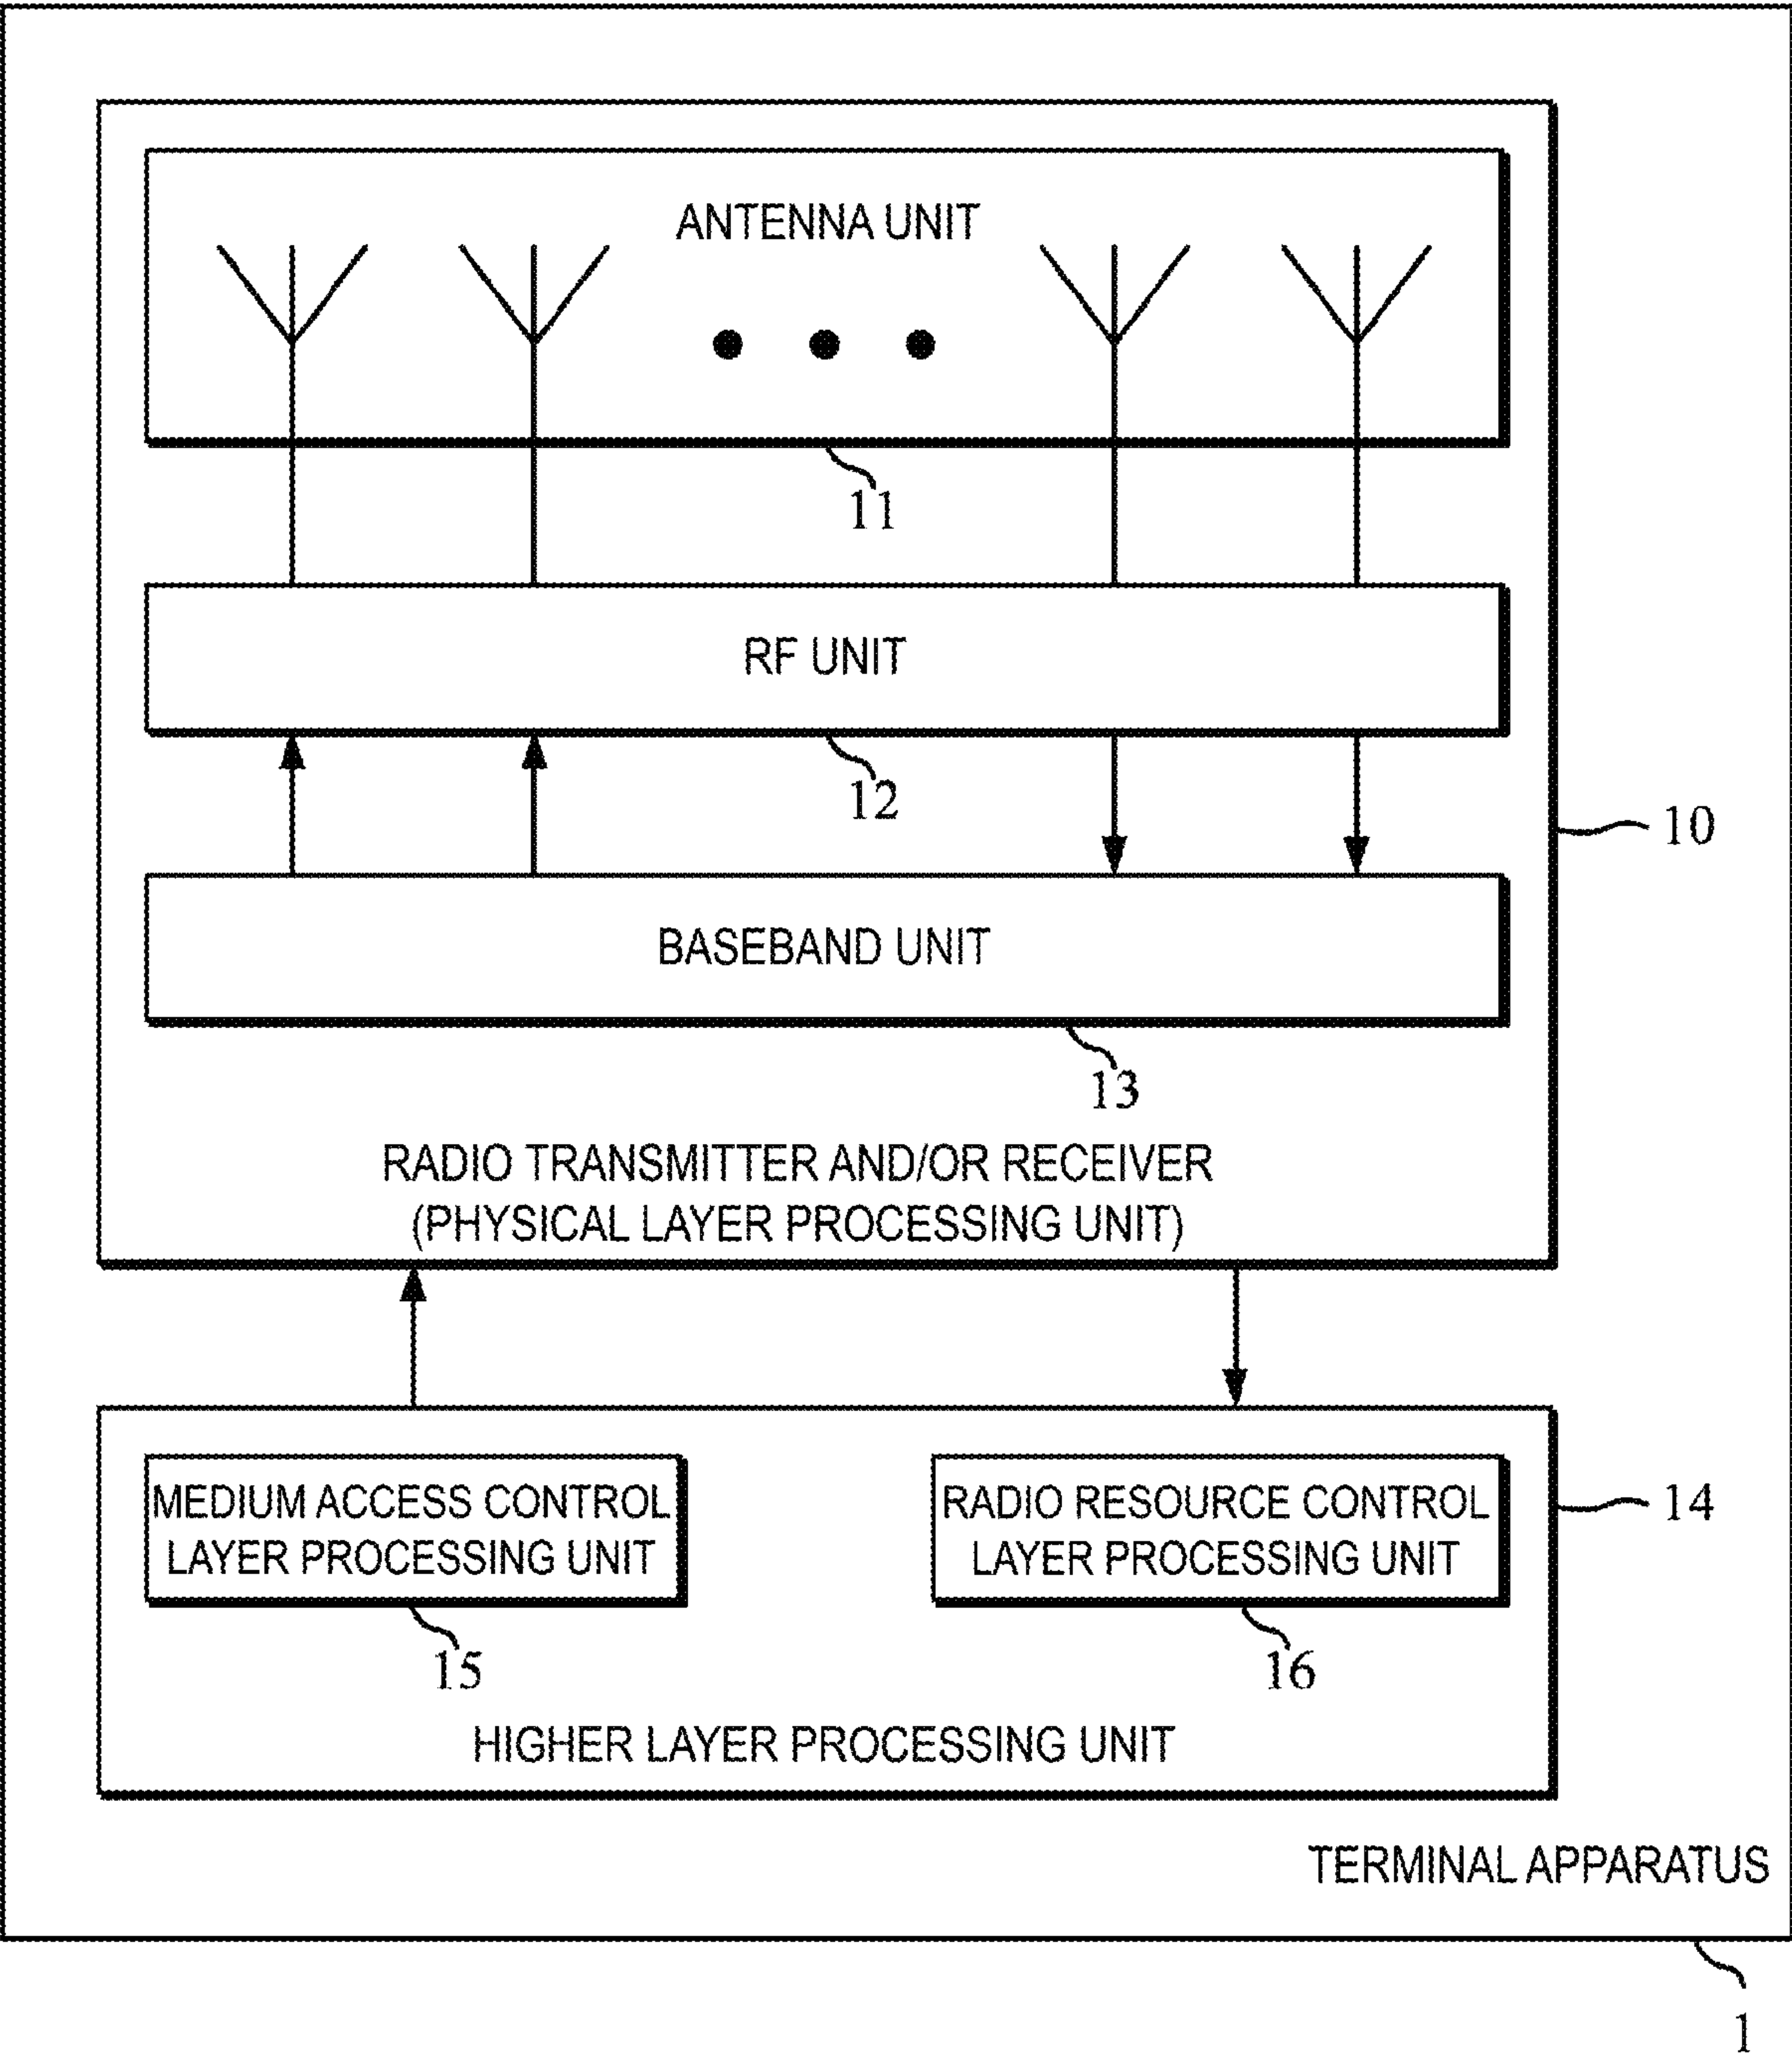 ANTENNA UNIT
11
RF UNIT
12
10
BASEBAND UNIT
13
RADIO TRANSMITTER AND/OR RECEIVER
(PHYSICAL LAYER PROCESSING UNIT)
MEDIUM ACCESS CONTROL
LAYER PROCESSING UNIT
RADIO RESOURCE CONTROL
LAYER PROCESSING UNIT
14
15
16
HIGHER LAYER PROCESSING UNIT
TERMINAL APPARATUS
1